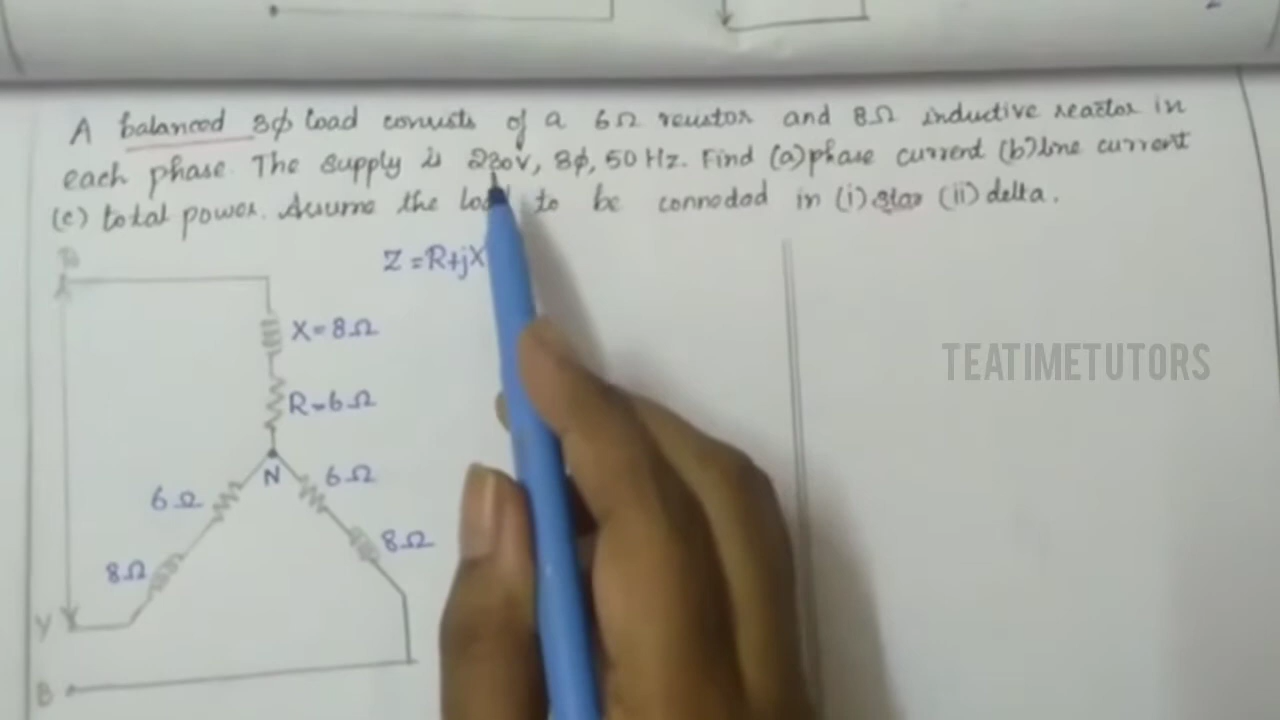 A balanced 3ϕ load consists of a 6Ω resistor and 8Ω inductive reactor in
each phase. The supply is 230V, 3ϕ, 50 Hz. Find (a) phase current (b) line current
(c) total power. Assume the load to be connected in (i) star (ii) delta.
R
Z = R+jX
X=8Ω
TEATIMETUTORS
R=6Ω
N
6Ω
6Ω
8Ω
8Ω
Y
B